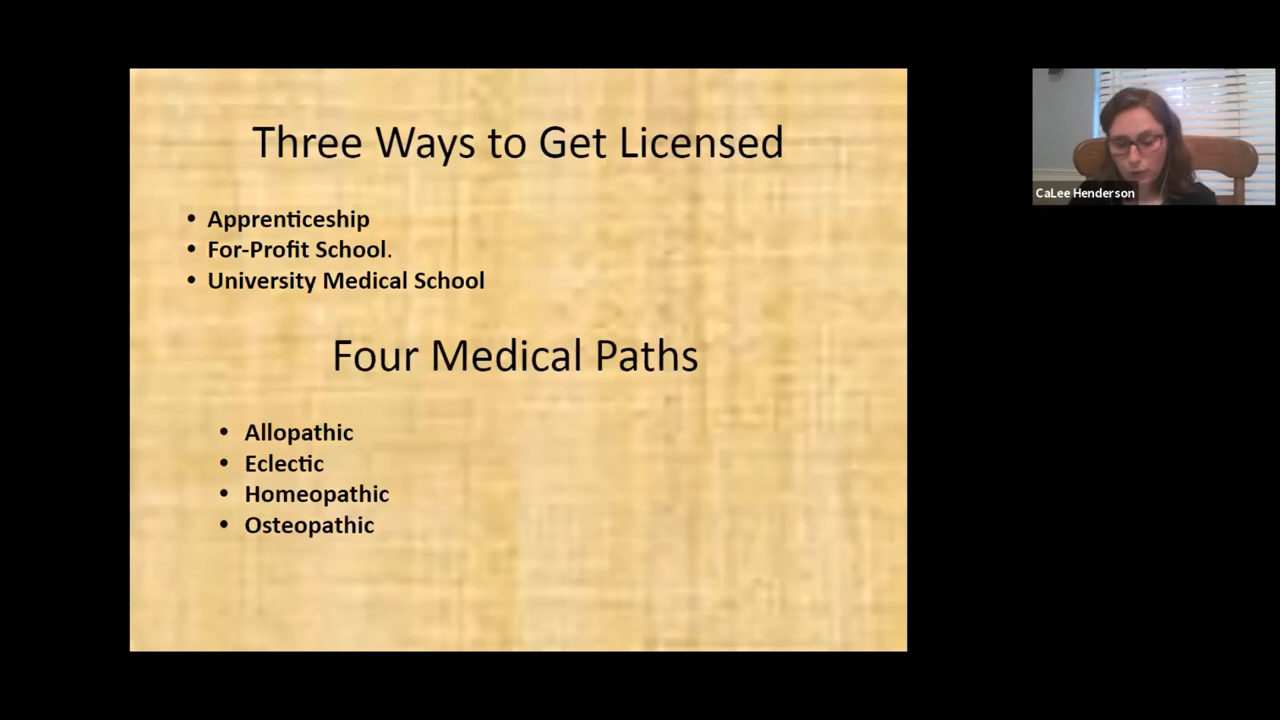 Three Ways to Get Licensed
• Apprenticeship
• For-Profit School.
• University Medical School
Four Medical Paths
• Allopathic
• Eclectic
• Homeopathic
• Osteopathic
CaLee Henderson